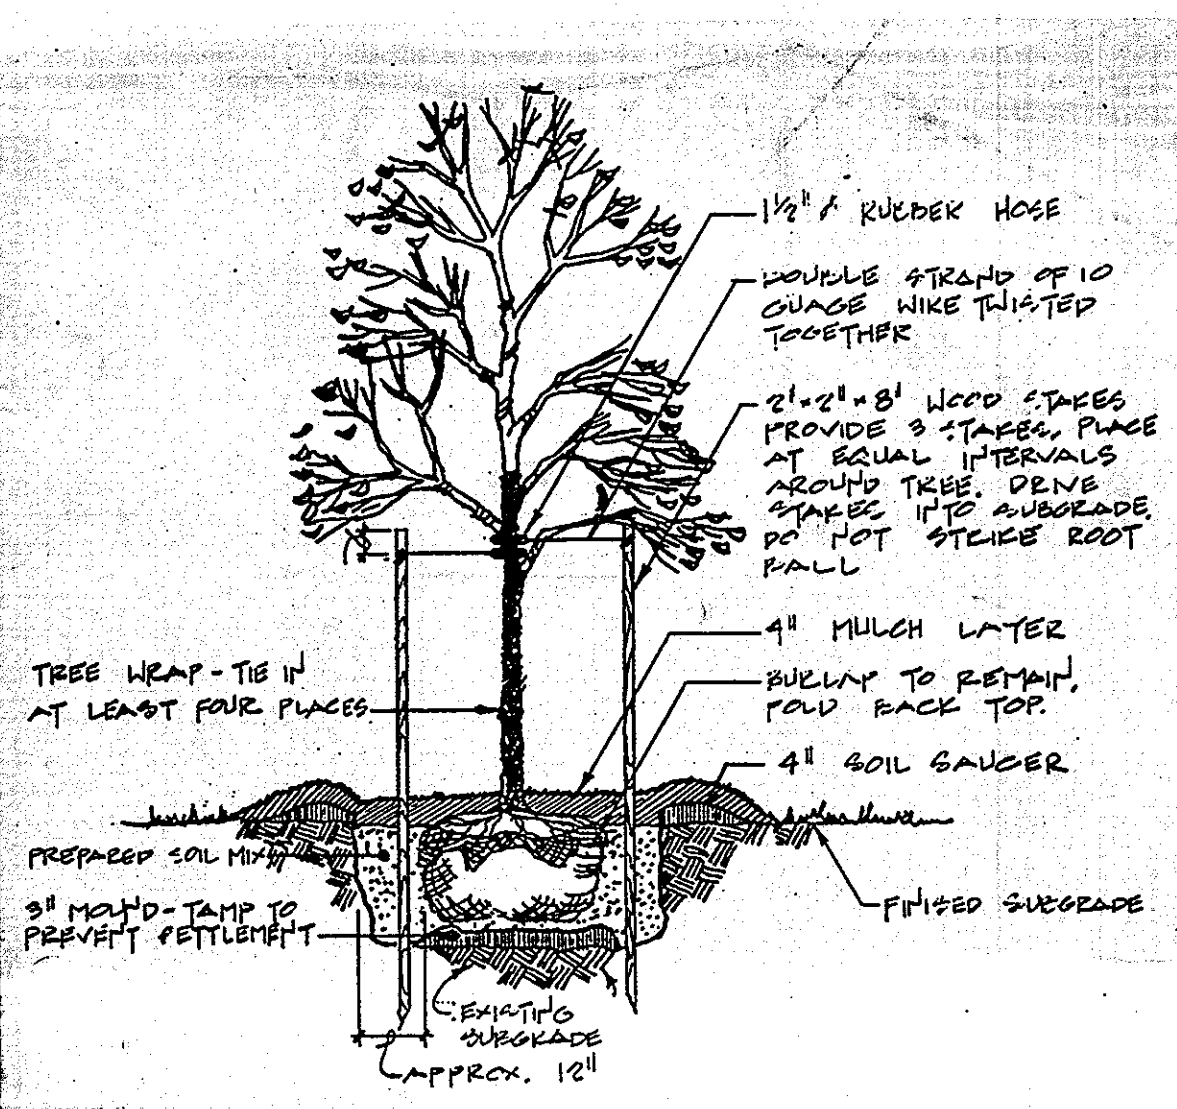 1½" ø RUBBER HOSE
DOUBLE STRAND OF 10
GUAGE WIRE TWISTED
TOGETHER
2"x2"x8' WOOD STAKES
PROVIDE 3 STAKES, PLACE
AT EQUAL INTERVALS
AROUND TREE. DRIVE
STAKES INTO SUBGRADE.
DO NOT STRIKE ROOT
BALL
4" MULCH LAYER
BURLAP TO REMAIN,
FOLD BACK TOP.
4" SOIL SAUCER
FINISED SUBGRADE
TREE WRAP - TIE IN
AT LEAST FOUR PLACES
PREPARED SOIL MIX
3" MOUND - TAMP TO
PREVENT SETTLEMENT
EXISTING
SUBGRADE
APPROX. 12"